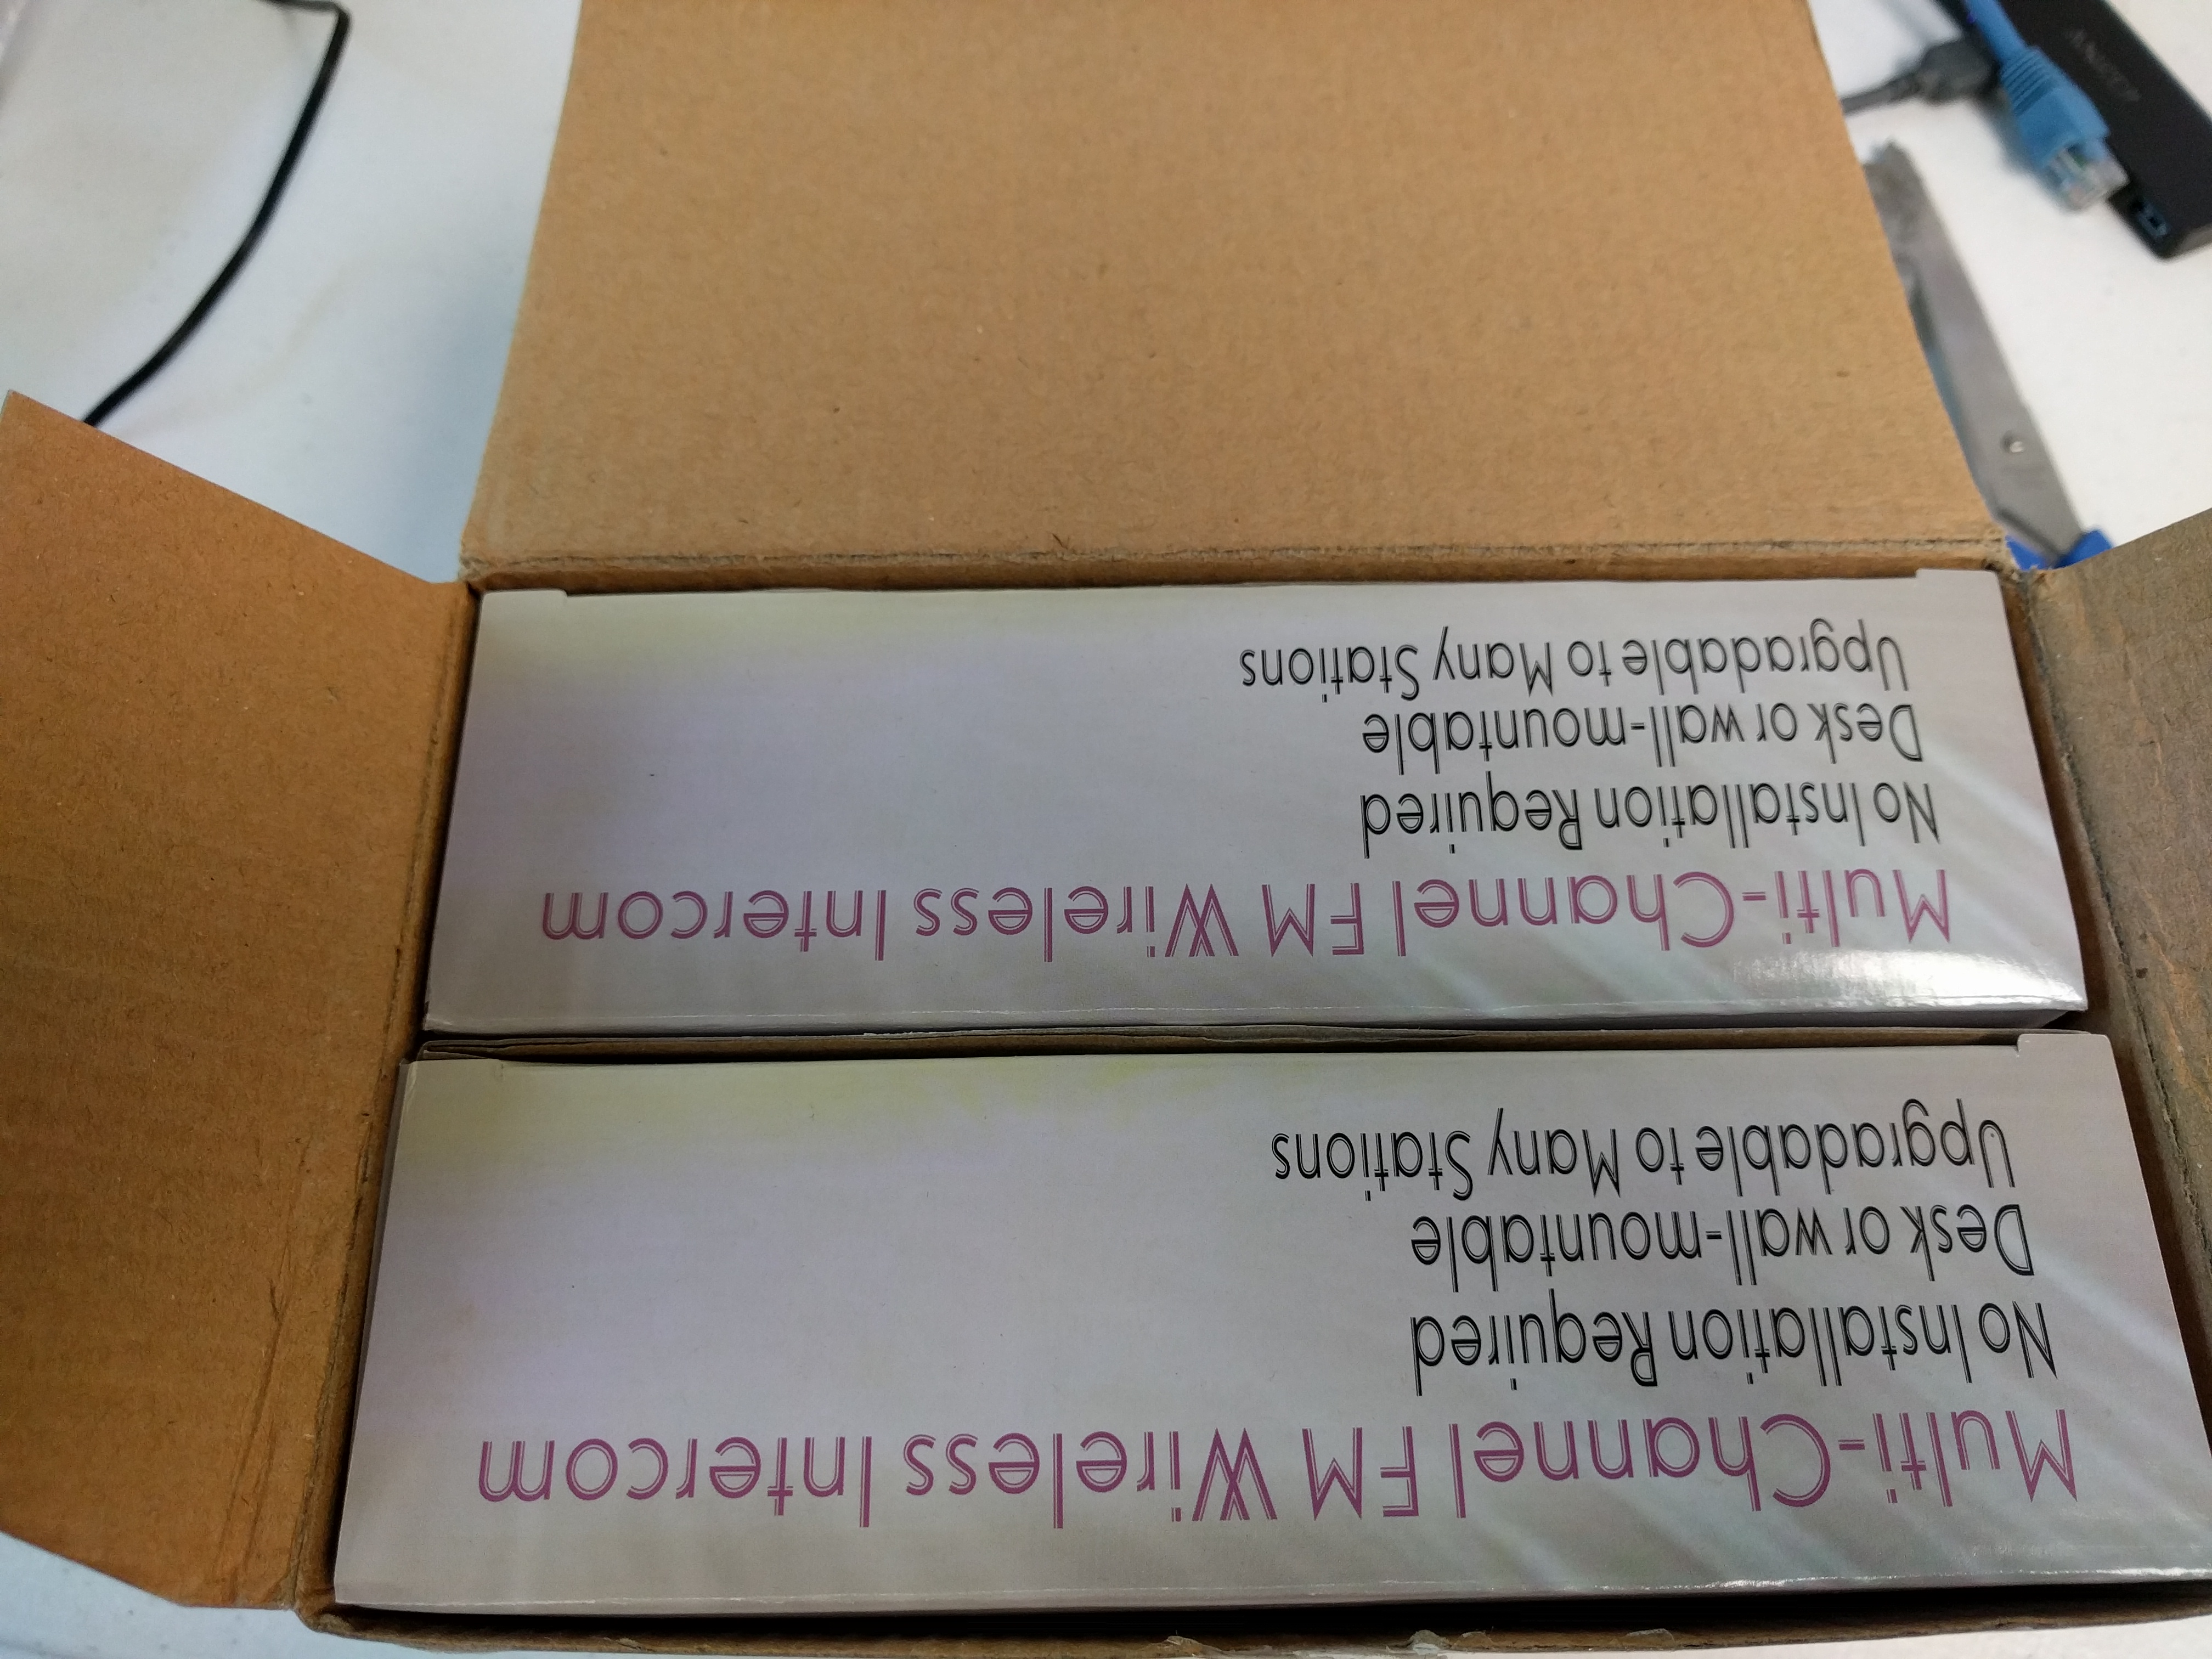 Multi-Channel FM Wireless Intercom
No Installation Required
Desk or wall-mountable
Upgradable to Many Stations
Multi-Channel FM Wireless Intercom
No Installation Required
Desk or wall-mountable
Upgradable to Many Stations